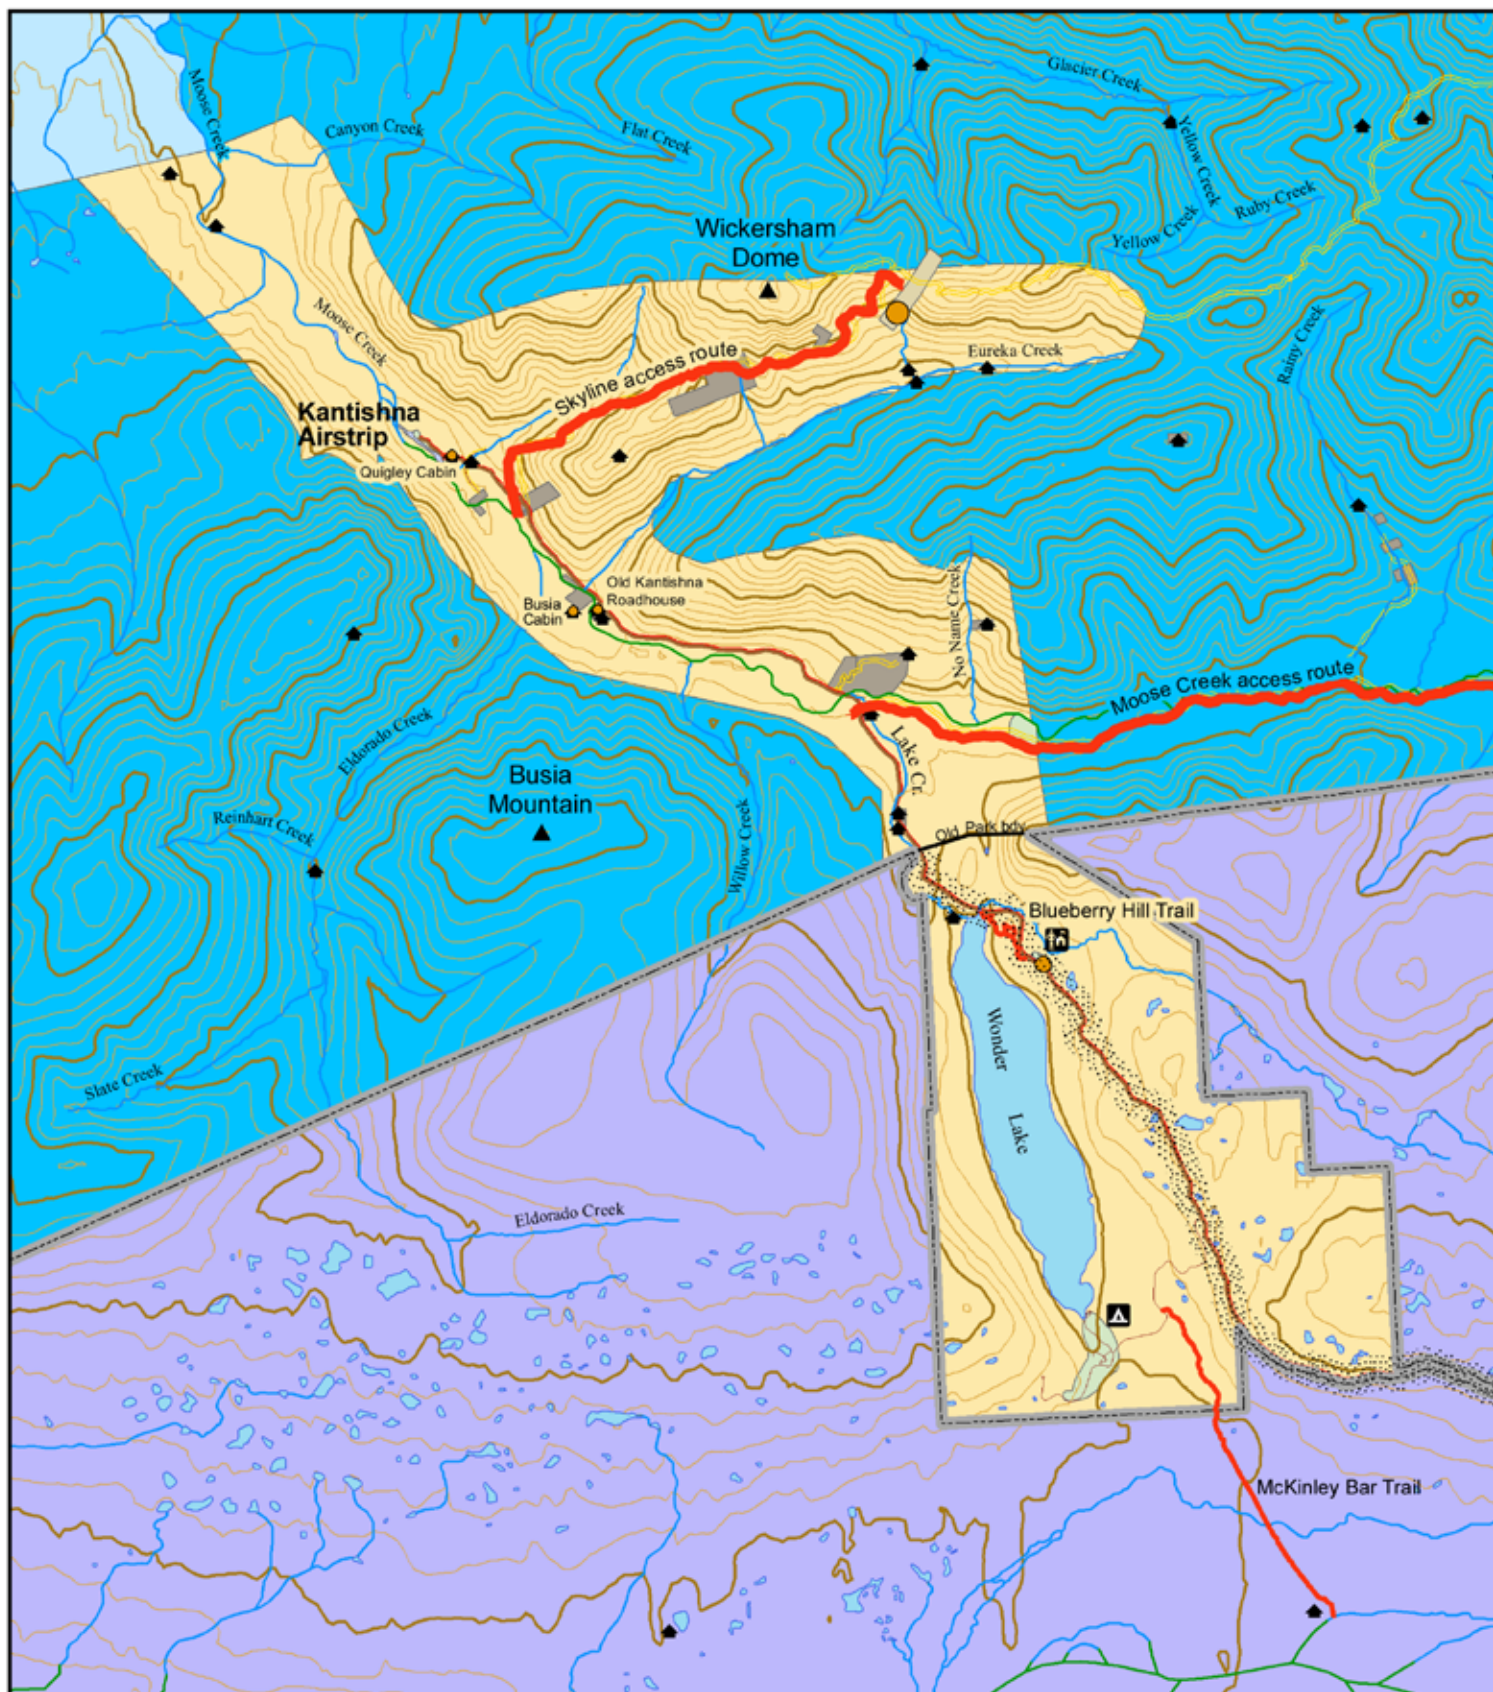 Moose Creek
Canyon Creek
Flat Creek
Glacier Creek
Yellow Creek
Ruby Creek
Yellow Creek
Wickersham
Dome
Moose Creek
Rainy Creek
Eureka Creek
Skyline access route
Kantishna
Airstrip
Quigley Cabin
Old Kantishna
Roadhouse
Busia
Cabin
No Name Creek
Moose Creek access route
Eldorado Creek
Lake Cr.
Busia
Mountain
Reinhart Creek
Willow Creek
Old Park bdy
Blueberry Hill Trail
Wonder
Lake
Slate Creek
Eldorado Creek
McKinley Bar Trail